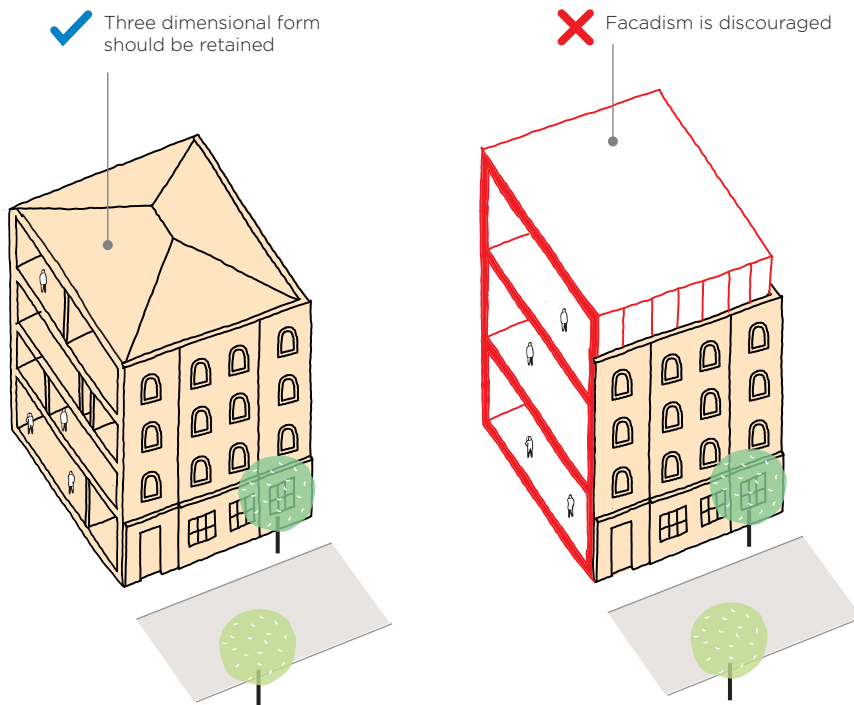 Three dimensional form
should be retained
Facadism is discouraged